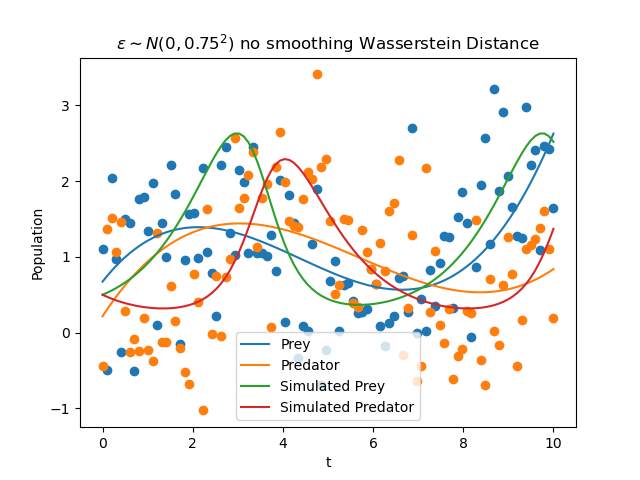 ε ~ N(0, 0.75²) no smoothing Wasserstein Distance
Population
3
2
1
0
−1
Prey
Predator
Simulated Prey
Simulated Predator
0 2 4 6 8 10
t